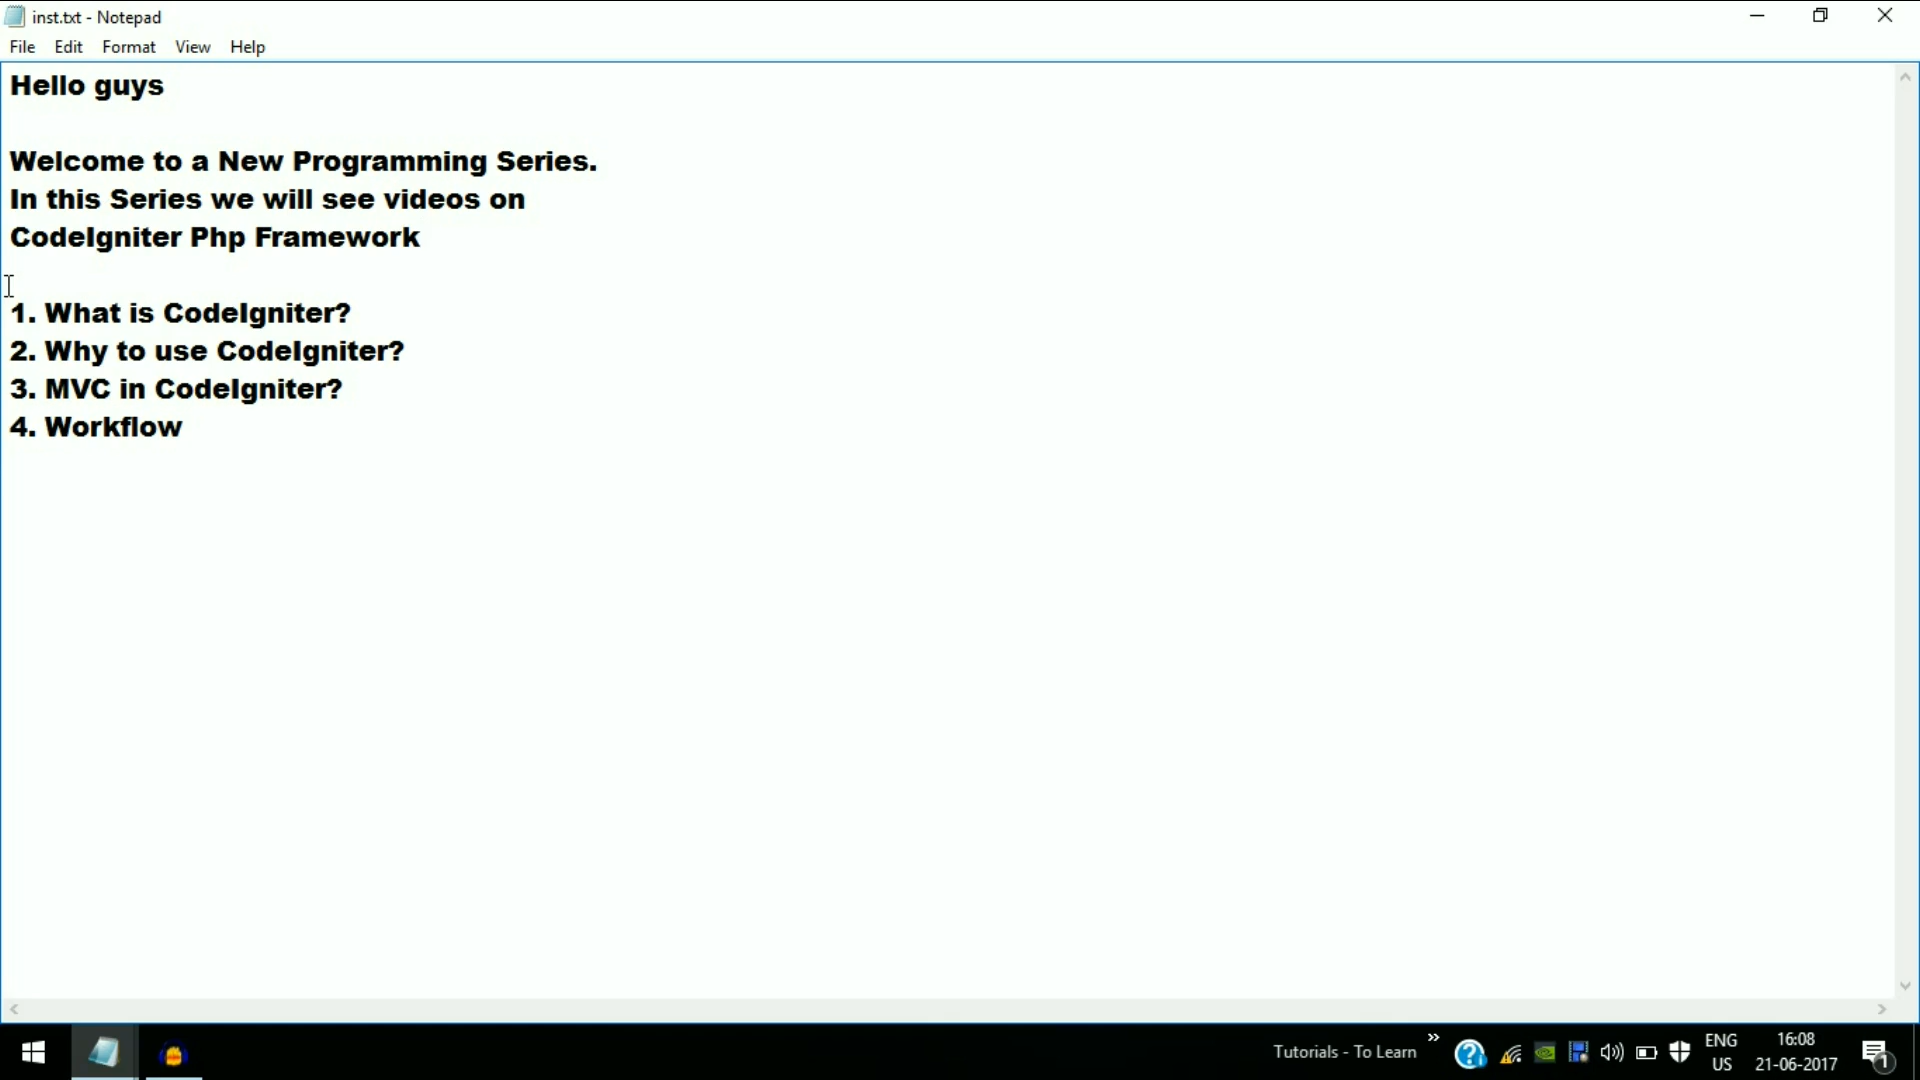 inst.txt - Notepad
File Edit Format View Help
Hello guys
Welcome to a New Programming Series.
In this Series we will see videos on
CodeIgniter Php Framework
1. What is CodeIgniter?
2. Why to use CodeIgniter?
3. MVC in CodeIgniter?
4. Workflow
Tutorials - To Learn
ENG
US
16:08
21-06-2017
1